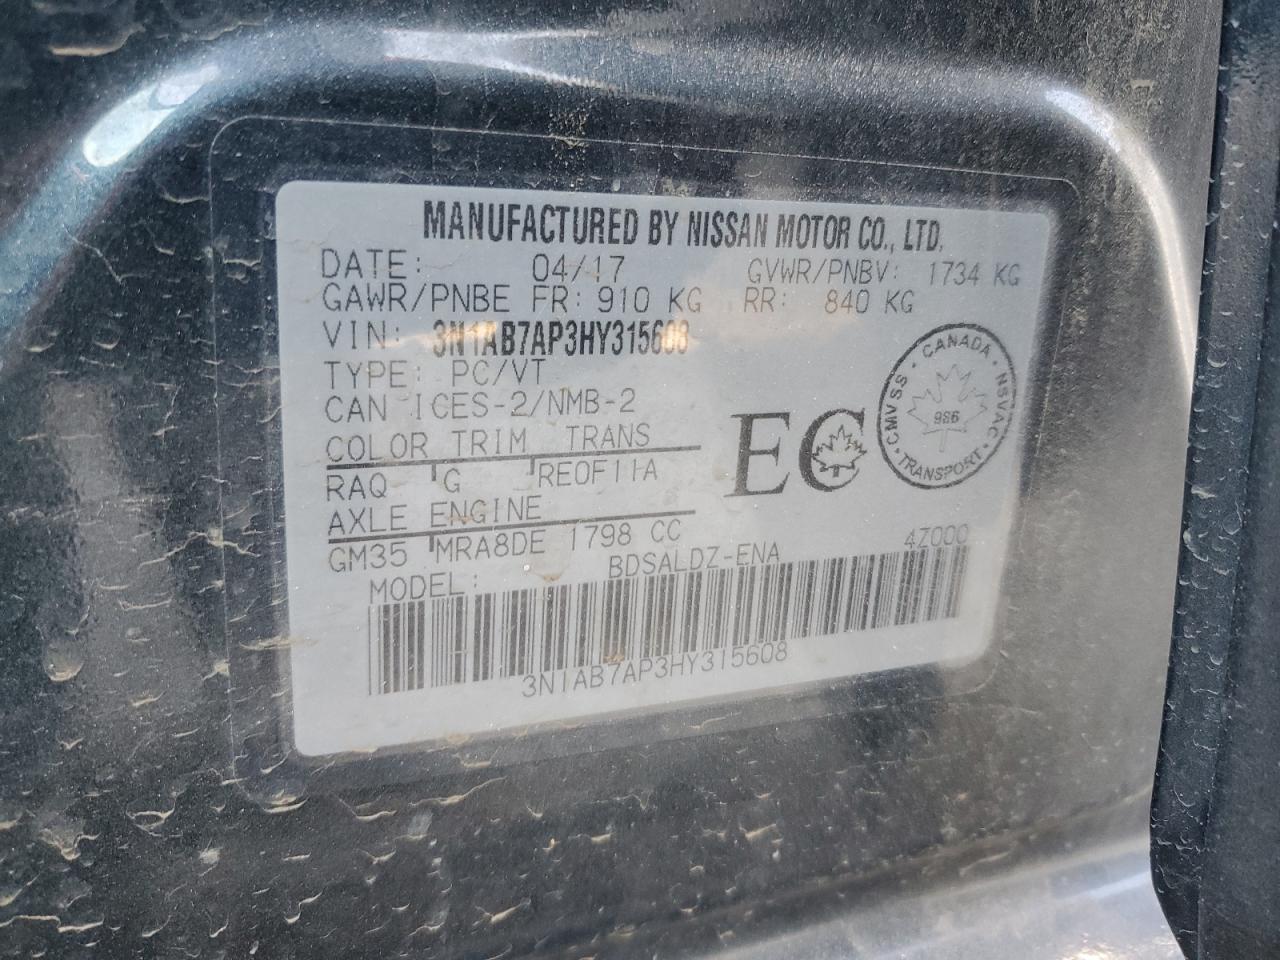 MANUFACTURED BY NISSAN MOTOR CO., LTD.
DATE: 04/17 GVWR/PNBV: 1734 KG
GAWR/PNBE FR: 910 KG RR: 840 KG
VIN: 3N1AB7AP3HY315608
TYPE: PC/VT
CAN ICES-2/NMB-2
COLOR TRIM TRANS
RAQ G RE0F11A
AXLE ENGINE
GM35 MRA8DE 1798 CC
MODEL: BDSALDZ-ENA 4Z000
3N1AB7AP3HY315608
EC
CANADA
CMVSS NSVAC
986
TRANSPORT